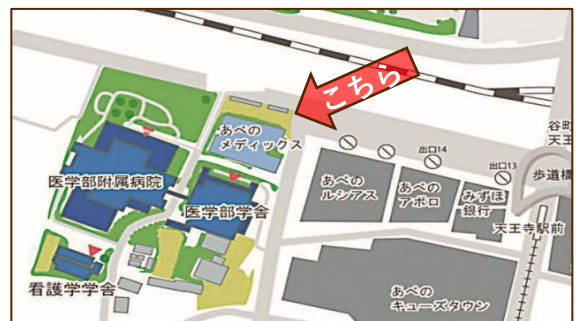 こちら
あべの
メディックス
谷町
天王
出口14
出口13
医学部附属病院
医学部学舎
あべの
ルシアス
あべの
アポロ
みずほ
銀行
歩道橋
天王寺駅前
看護学学舎
あべの
キューズタウン